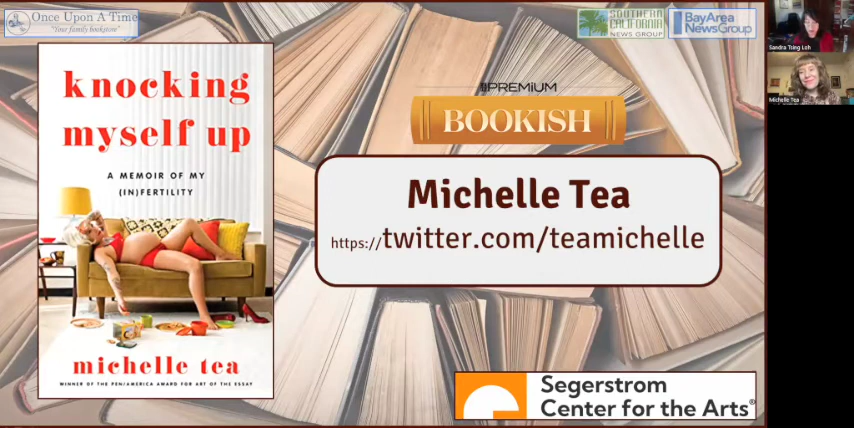 Once Upon A Time
"Your family bookstore"
SOUTHERN
CALIFORNIA
NEWS GROUP
BayArea
NewsGroup
Sandra Tsing Loh
Michelle Tea
knocking
myself up
A MEMOIR OF MY
(IN)FERTILITY
michelle tea
WINNER OF THE PEN/AMERICA AWARD FOR ART OF THE ESSAY
PREMIUM
BOOKISH
Michelle Tea
https://twitter.com/teamichelle
Segerstrom
Center for the Arts®